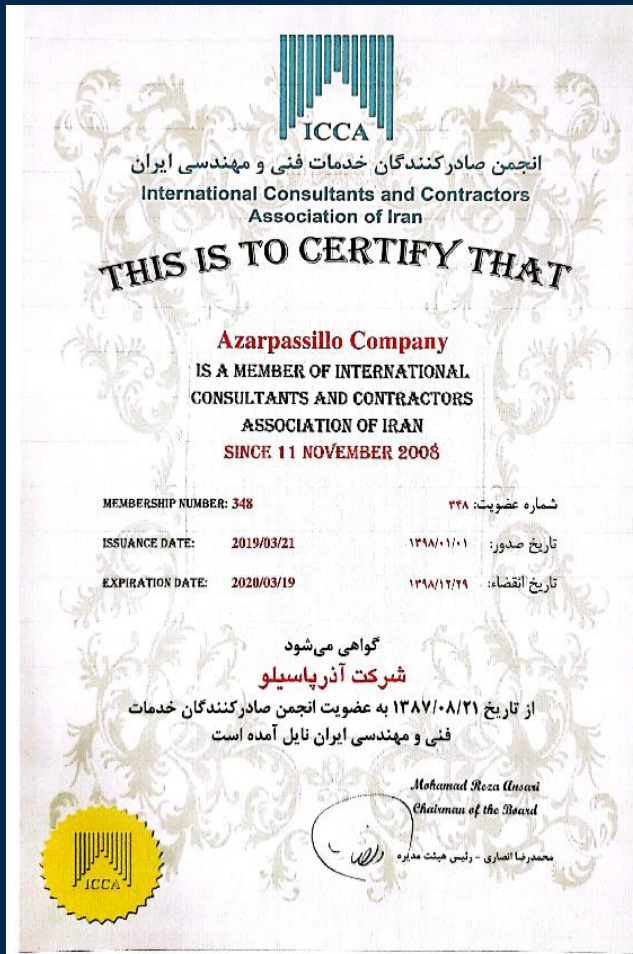 ICCA
انجمن صادرکنندگان خدمات فنی و مهندسی ایران
International Consultants and Contractors
Association of Iran
THIS IS TO CERTIFY THAT
Azarpassillo Company
IS A MEMBER OF INTERNATIONAL
CONSULTANTS AND CONTRACTORS
ASSOCIATION OF IRAN
SINCE 11 NOVEMBER 2008
MEMBERSHIP NUMBER: 348 شماره عضویت: ۳۴۸
ISSUANCE DATE: 2019/03/21 تاریخ صدور: ۱۳۹۸/۰۱/۰۱
EXPIRATION DATE: 2020/03/19 تاریخ انقضاء: ۱۳۹۸/۱۲/۲۹
گواهی می‌شود
شرکت آذرپاسیلو
از تاریخ ۱۳۸۷/۰۸/۲۱ به عضویت انجمن صادرکنندگان خدمات
فنی و مهندسی ایران نایل آمده است
Mohamad Reza Ansari
Chairman of the Board
محمدرضا انصاری - رئیس هیئت مدیره
ICCA